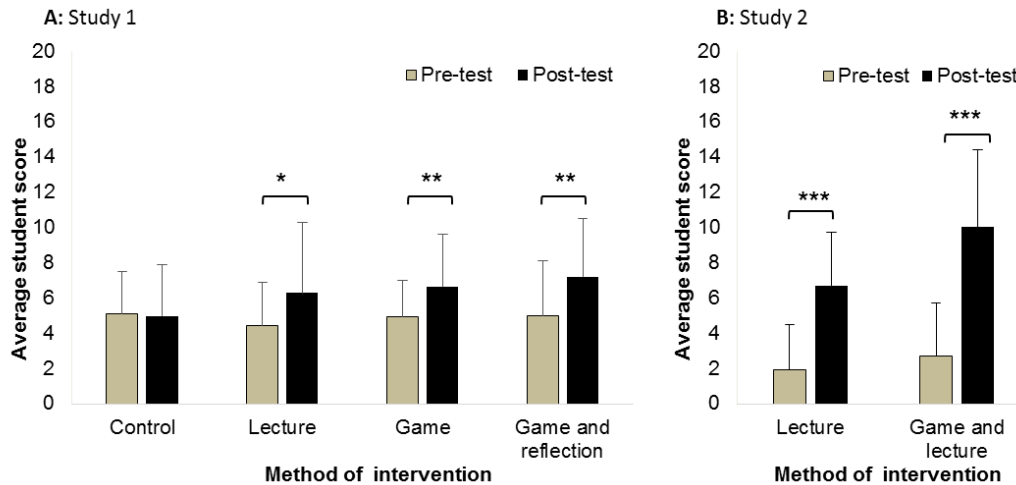 A: Study 1
Pre-test Post-test
Average student score
20
18
16
14
12
10
8
6
4
2
0
*
**
**
Control Lecture Game Game and
reflection
Method of intervention
B: Study 2
Pre-test Post-test
Average student score
20
18
16
14
12
10
8
6
4
2
0
***
***
Lecture Game and
lecture
Method of intervention